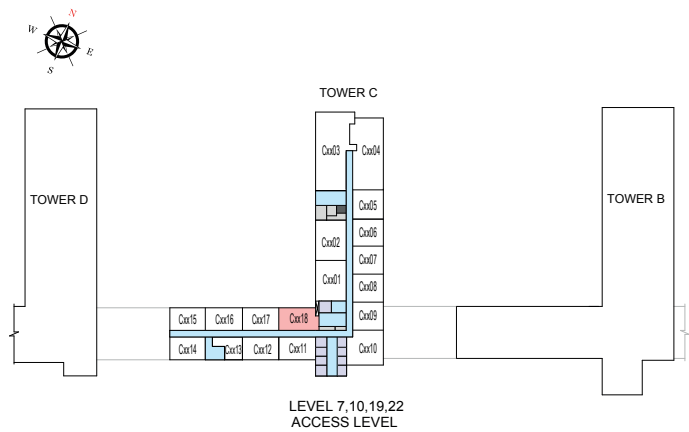 N
W
E
S
TOWER C
Cxx03
Cxx04
TOWER D
TOWER B
Cxx05
Cxx02
Cxx06
Cxx07
Cxx01
Cxx08
Cxx15 Cxx16 Cxx17 Cxx18
Cxx09
Cxx14 Cxx13 Cxx12 Cxx11
Cxx10
LEVEL 7,10,19,22
ACCESS LEVEL